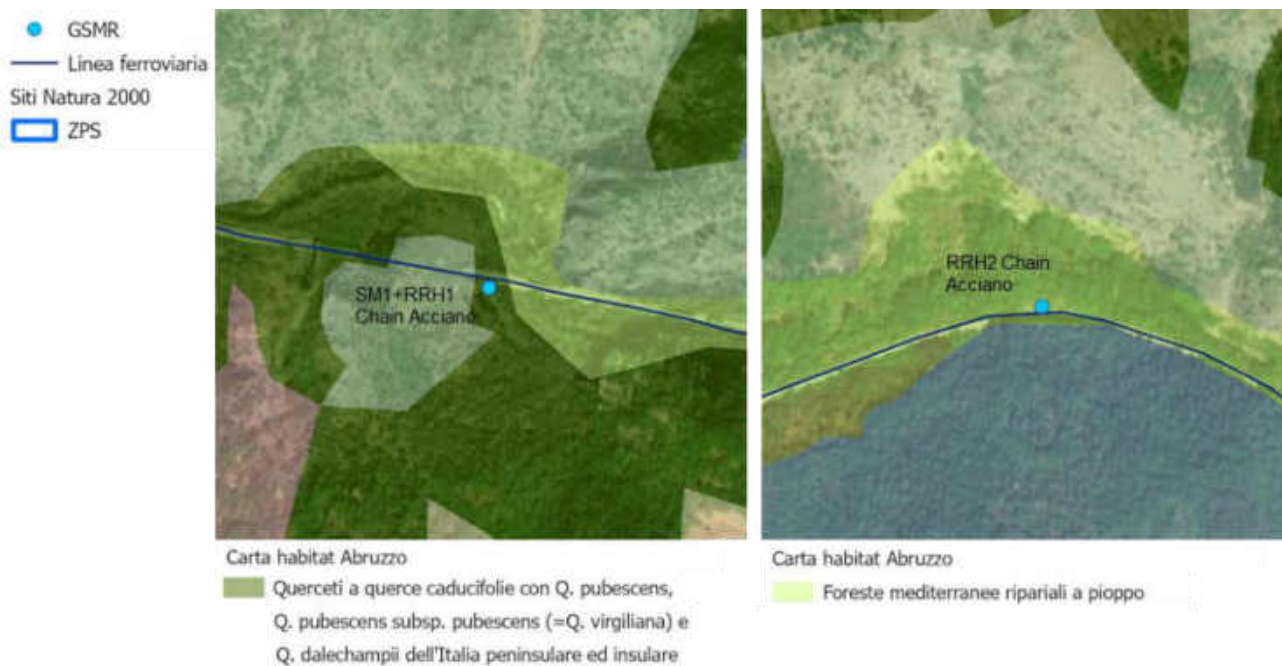 GSMR
Linea ferroviaria
Siti Natura 2000
ZPS
SM1+RRH1
Chain Acciano
RRH2 Chain
Acciano
Carta habitat Abruzzo
Querceti a querce caducifolie con Q. pubescens,
Q. pubescens subsp. pubescens (=Q. virgiliana) e
Q. dalechampii dell'Italia peninsulare ed insulare
Carta habitat Abruzzo
Foreste mediterranee ripariali a pioppo